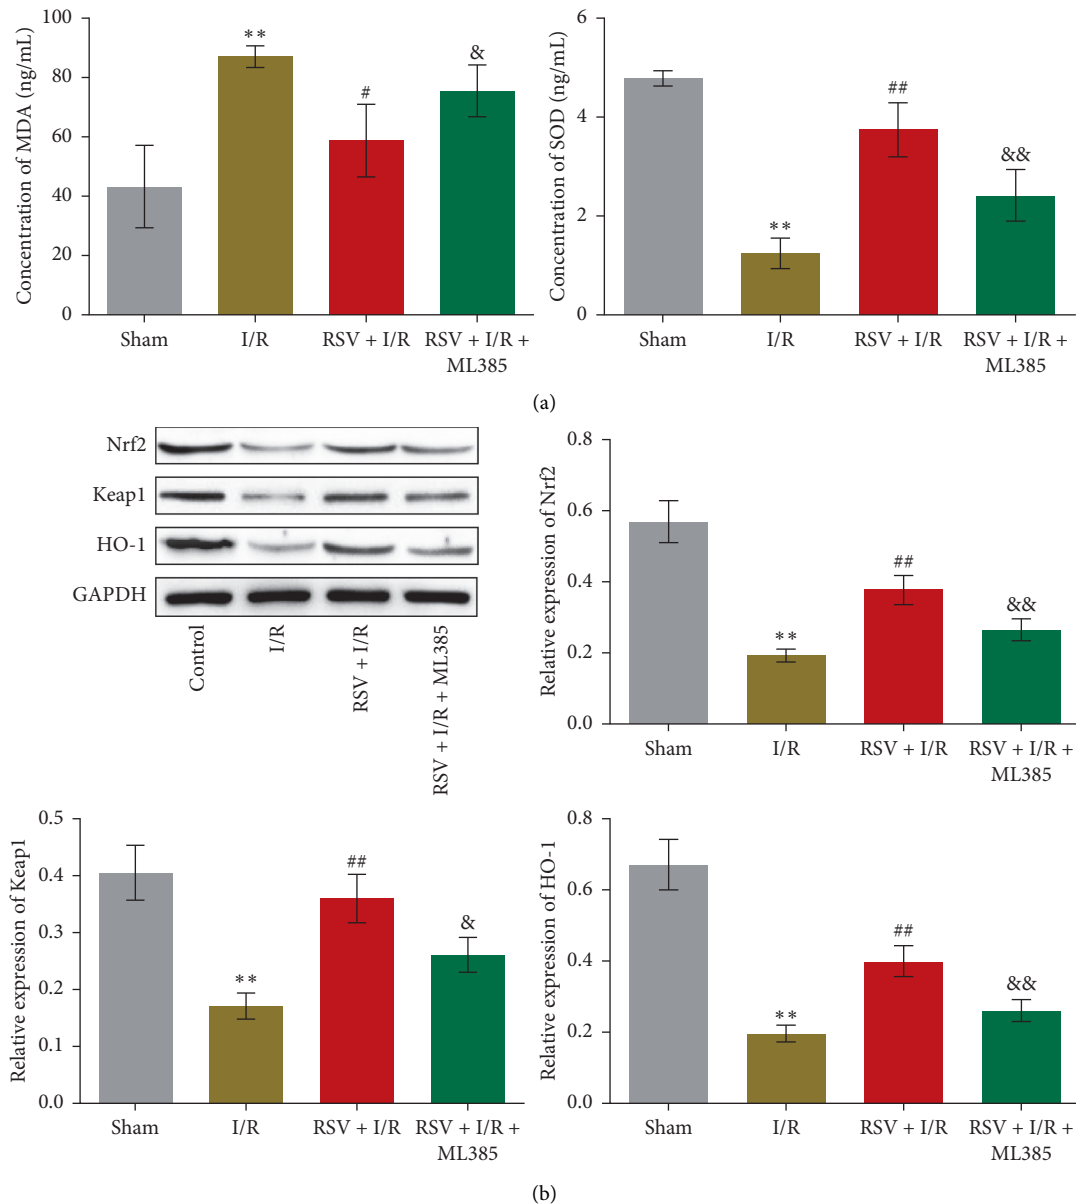 Concentration of MDA (ng/mL)
100
80
60
40
20
0
**
#
&
Sham
I/R
RSV + I/R
RSV + I/R +
ML385
Concentration of SOD (ng/mL)
6
4
2
0
**
##
&&
Sham
I/R
RSV + I/R
RSV + I/R +
ML385
(a)
Nrf2
Keap1
HO-1
GAPDH
Control
I/R
RSV + I/R
RSV + I/R + ML385
Relative expression of Nrf2
0.8
0.6
0.4
0.2
0.0
**
##
&&
Sham
I/R
RSV + I/R
RSV + I/R +
ML385
Relative expression of Keap1
0.5
0.4
0.3
0.2
0.1
0.0
**
##
&
Sham
I/R
RSV + I/R
RSV + I/R +
ML385
Relative expression of HO-1
0.8
0.6
0.4
0.2
0.0
**
##
&&
Sham
I/R
RSV + I/R
RSV + I/R +
ML385
(b)